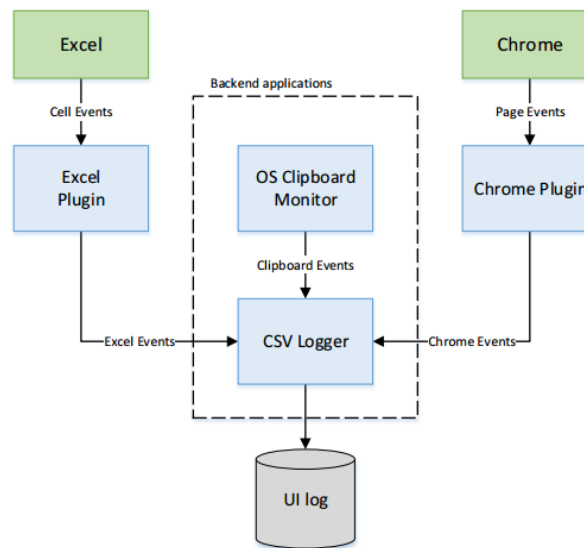 Excel
Chrome
Backend applications
Cell Events
Page Events
Excel
Plugin
OS Clipboard
Monitor
Chrome Plugin
Clipboard Events
Excel Events
CSV Logger
Chrome Events
UI log